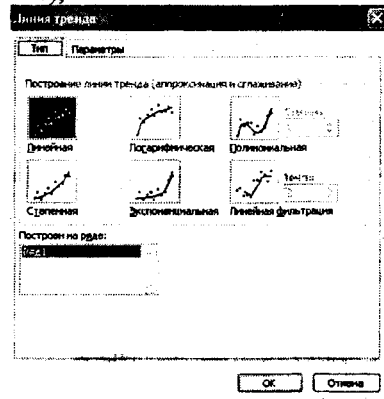 Линия тренда
Тип Параметры
Построение линии тренда (аппроксимация и сглаживание)
Степень:
Линейная Логарифмическая Полиномиальная
Точки:
Степенная Экспоненциальная Линейная фильтрация
Построен на ряде:
Ряд1
ОК Отмена